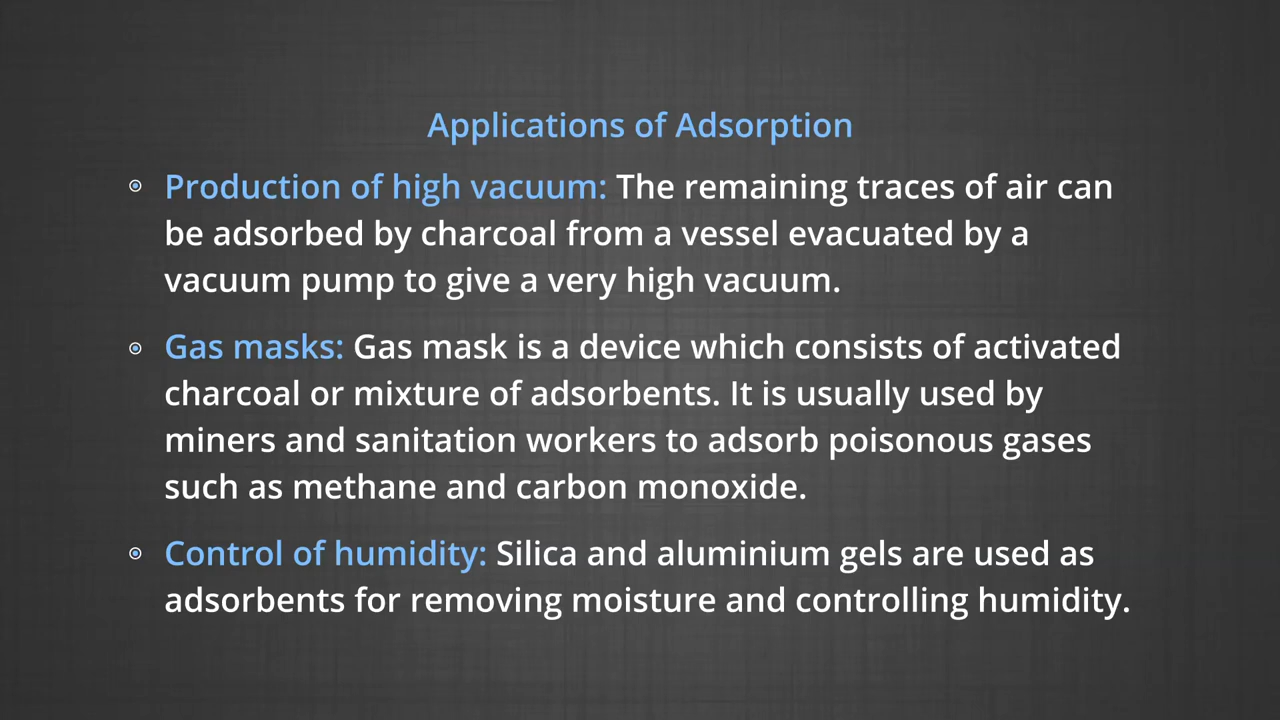 Applications of Adsorption
Production of high vacuum: The remaining traces of air can
be adsorbed by charcoal from a vessel evacuated by a
vacuum pump to give a very high vacuum.
Gas masks: Gas mask is a device which consists of activated
charcoal or mixture of adsorbents. It is usually used by
miners and sanitation workers to adsorb poisonous gases
such as methane and carbon monoxide.
Control of humidity: Silica and aluminium gels are used as
adsorbents for removing moisture and controlling humidity.